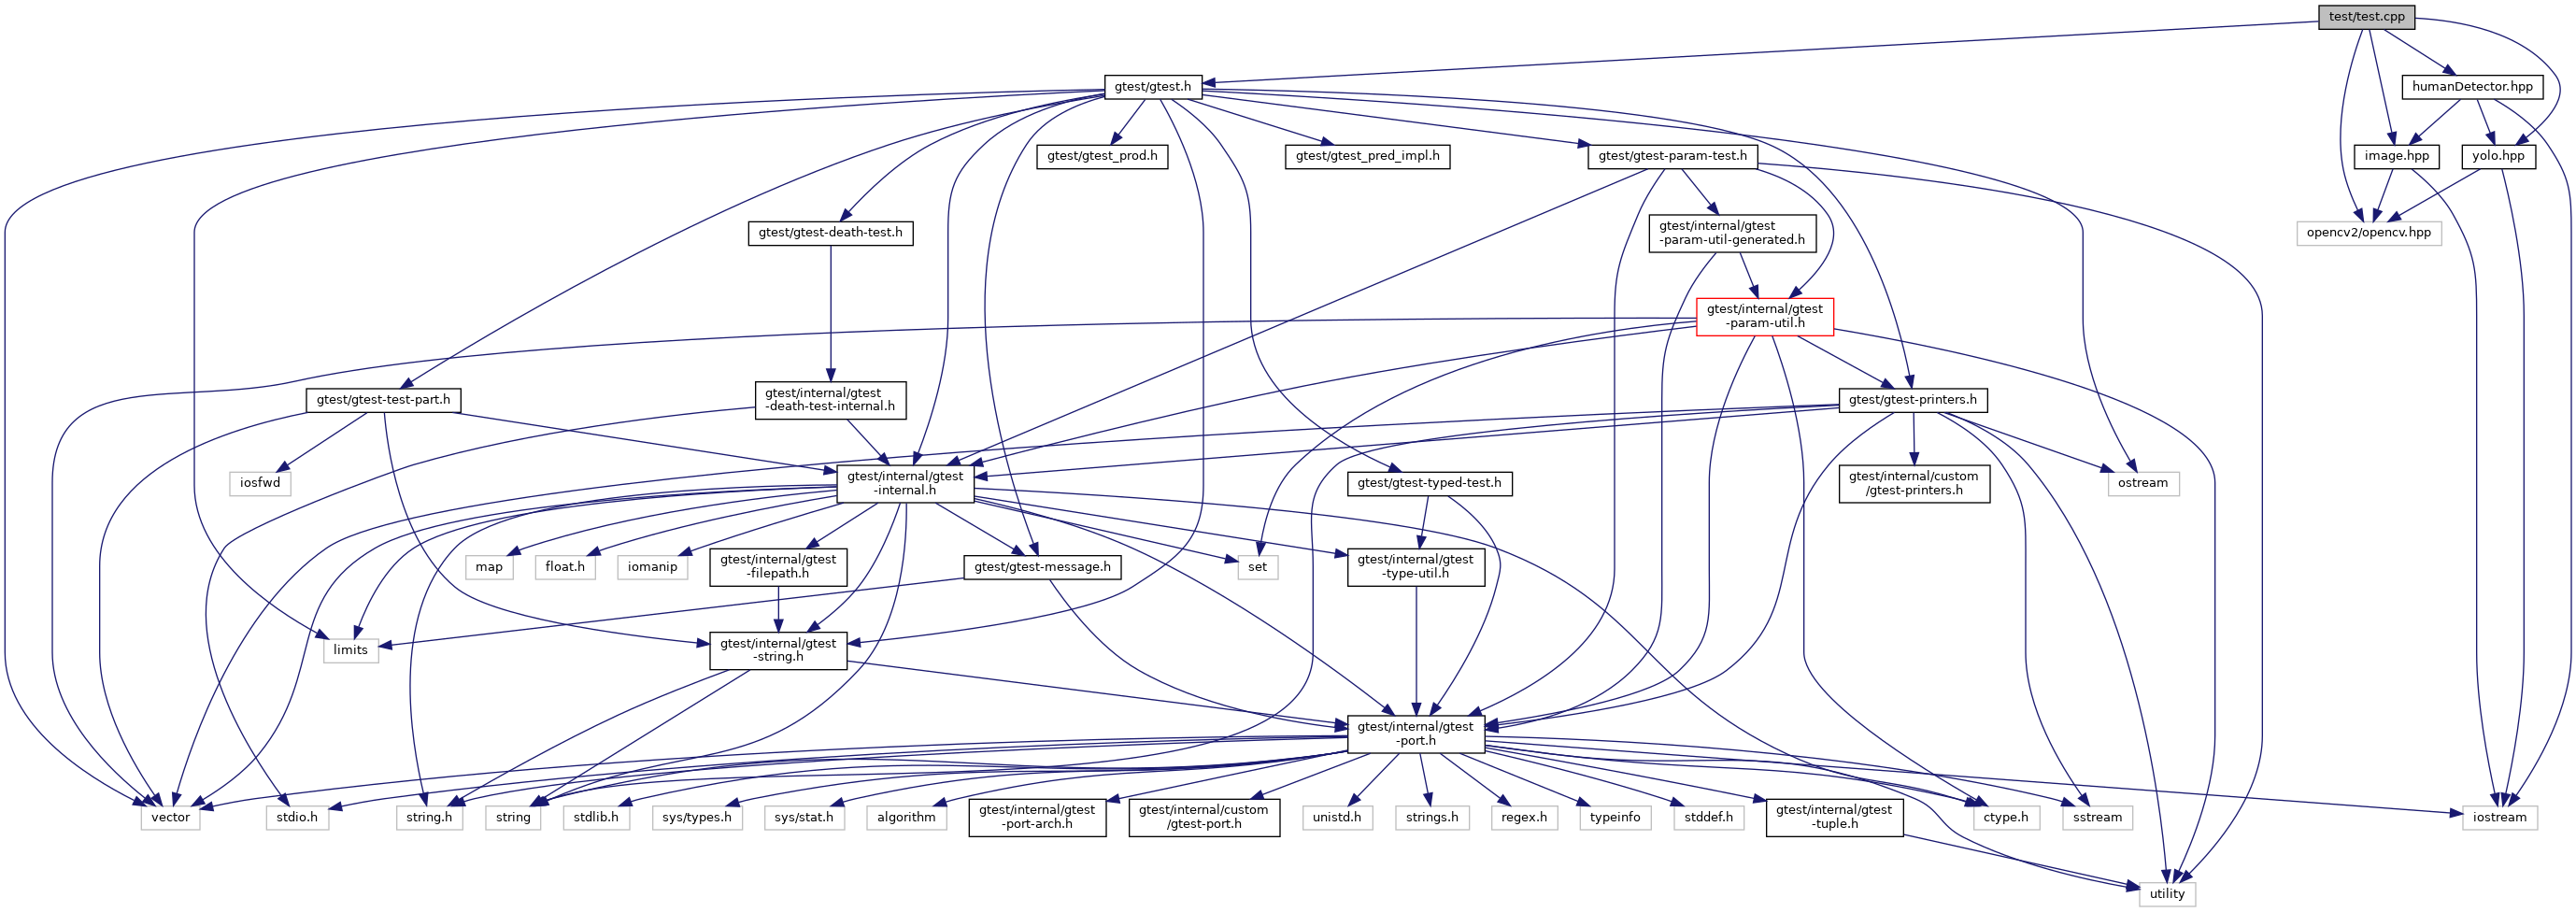 test/test.cpp
gtest/gtest.h
humanDetector.hpp
gtest/gtest_prod.h
gtest/gtest_pred_impl.h
gtest/gtest-param-test.h
image.hpp
yolo.hpp
gtest/gtest-death-test.h
gtest/internal/gtest
-param-util-generated.h
opencv2/opencv.hpp
gtest/internal/gtest
-param-util.h
gtest/gtest-test-part.h
gtest/internal/gtest
-death-test-internal.h
gtest/gtest-printers.h
iosfwd
gtest/internal/gtest
-internal.h
gtest/gtest-typed-test.h
gtest/internal/custom
/gtest-printers.h
ostream
map
float.h
iomanip
gtest/internal/gtest
-filepath.h
gtest/gtest-message.h
set
gtest/internal/gtest
-type-util.h
limits
gtest/internal/gtest
-string.h
gtest/internal/gtest
-port.h
vector
stdio.h
string.h
string
stdlib.h
sys/types.h
sys/stat.h
algorithm
gtest/internal/gtest
-port-arch.h
gtest/internal/custom
/gtest-port.h
unistd.h
strings.h
regex.h
typeinfo
stddef.h
gtest/internal/gtest
-tuple.h
ctype.h
sstream
iostream
utility